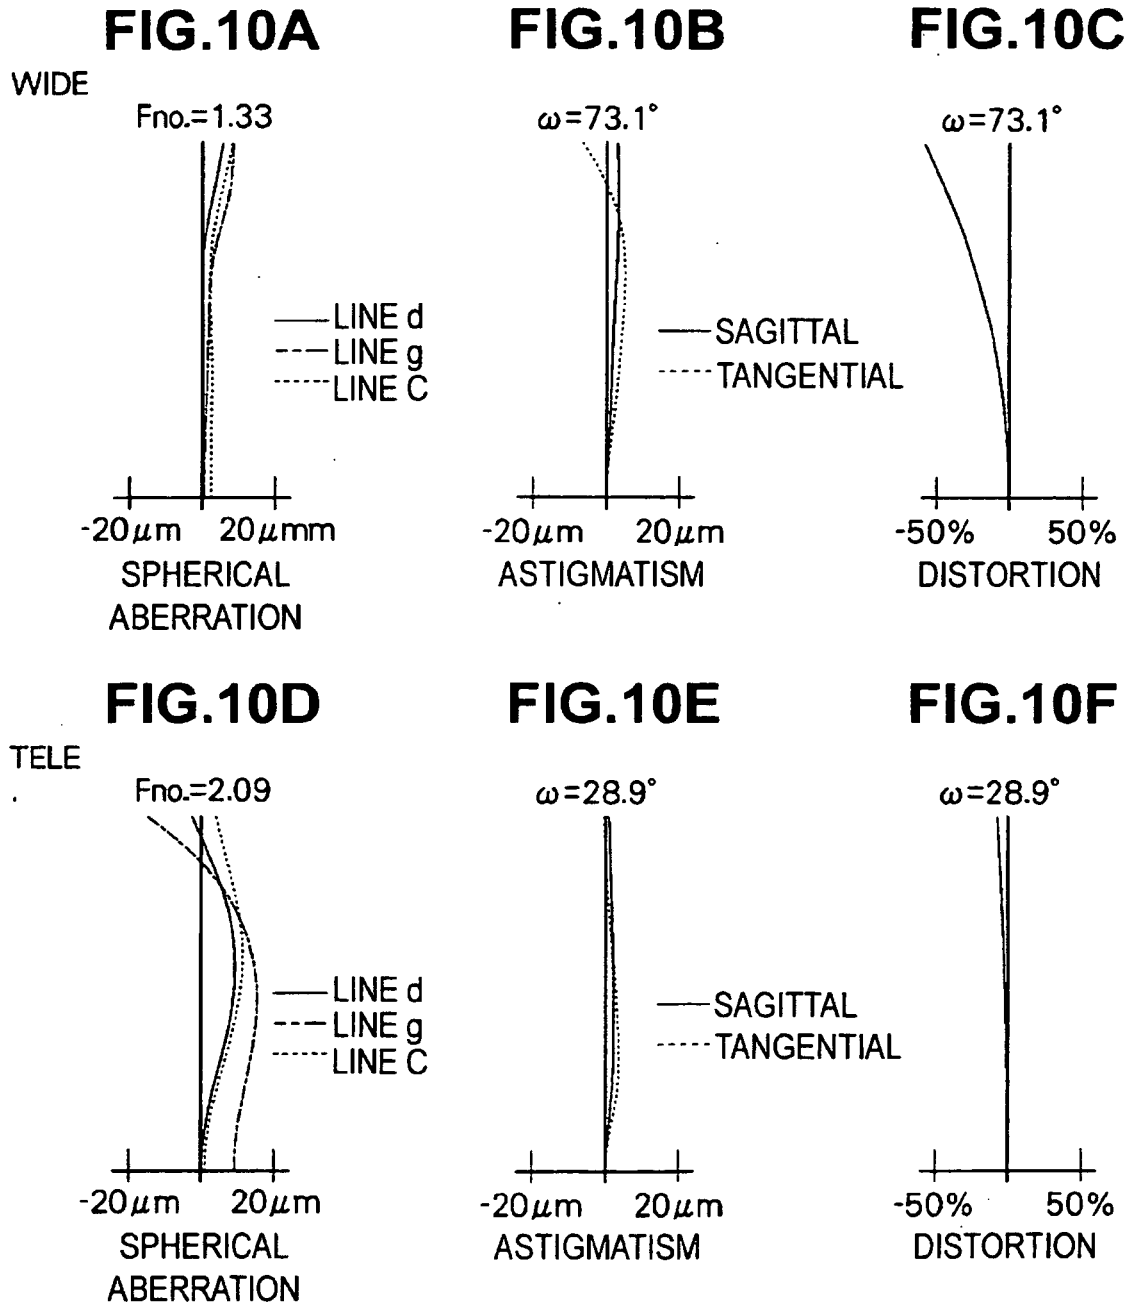 FIG.10A
FIG.10B
FIG.10C
WIDE
Fno.=1.33
ω=73.1°
ω=73.1°
LINE d
LINE g
LINE C
SAGITTAL
TANGENTIAL
-20μm
20μmm
-20μm
20μm
-50%
50%
SPHERICAL
ABERRATION
ASTIGMATISM
DISTORTION
FIG.10D
FIG.10E
FIG.10F
TELE
Fno.=2.09
ω=28.9°
ω=28.9°
LINE d
LINE g
LINE C
SAGITTAL
TANGENTIAL
-20μm
20μm
-20μm
20μm
-50%
50%
SPHERICAL
ABERRATION
ASTIGMATISM
DISTORTION